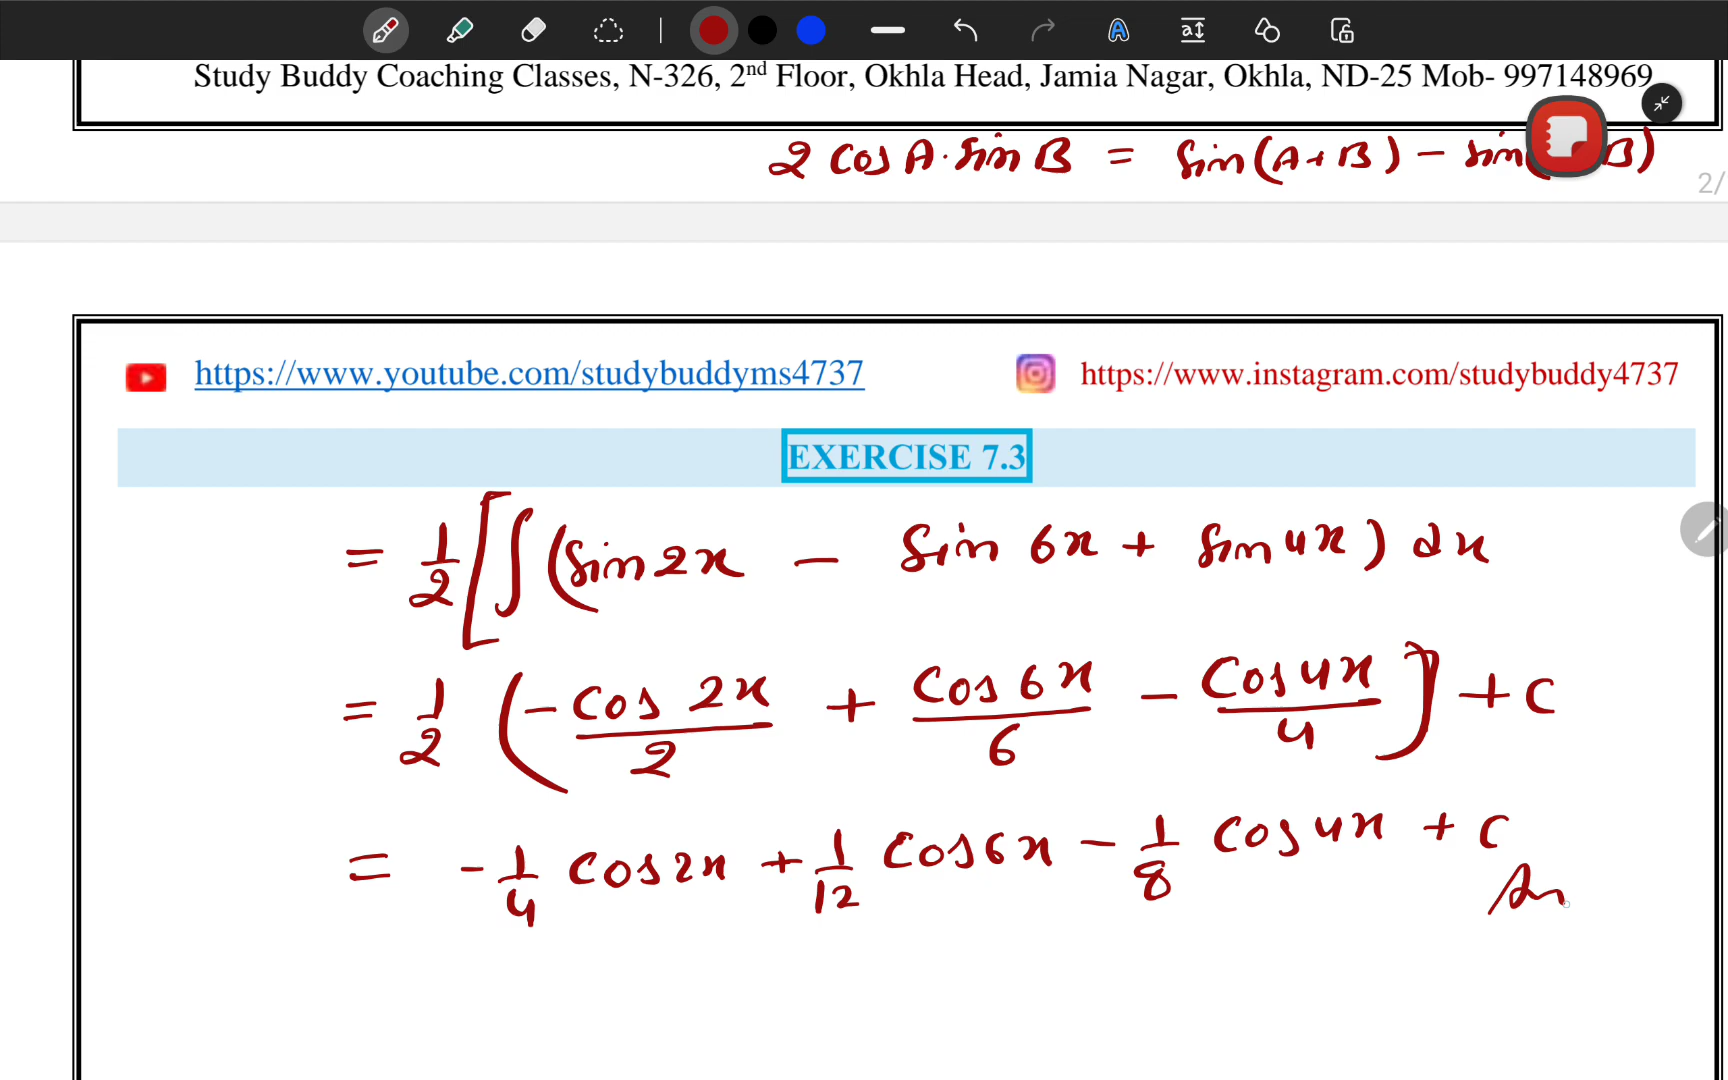 Study Buddy Coaching Classes, N-326, 2nd Floor, Okhla Head, Jamia Nagar, Okhla, ND-25 Mob- 997148969
2 cos A . sin B = sin (A+B) - sin( B)
2/
https://www.youtube.com/studybuddyms4737 https://www.instagram.com/studybuddy4737
EXERCISE 7.3
= 1/2 [ ∫ (sin 2x - sin 6x + sin 4x ) dx
= 1/2 ( - cos 2x/2 + cos 6x/6 - cos 4x/4 ] + c
= - 1/4 cos 2x + 1/12 cos 6x - 1/8 cos 4x + c
An